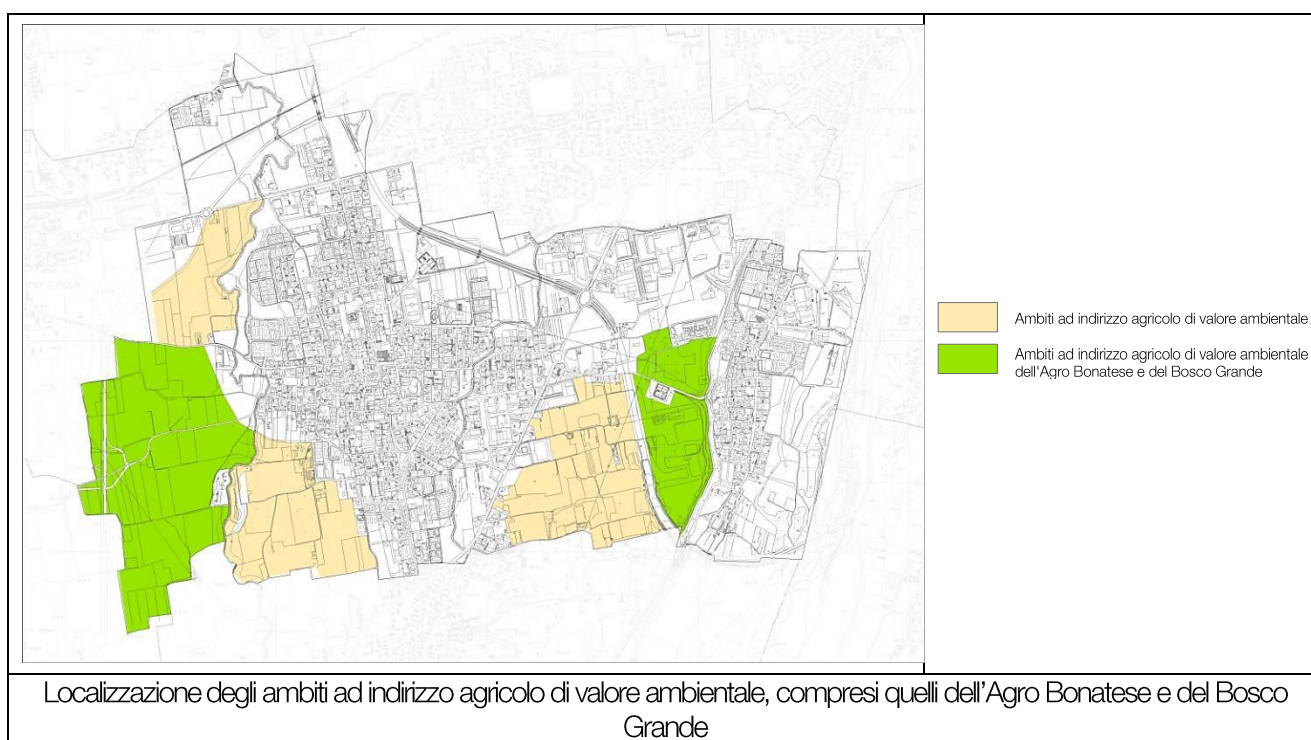 Ambiti ad indirizzo agricolo di valore ambientale
Ambiti ad indirizzo agricolo di valore ambientale
dell'Agro Bonatese e del Bosco Grande
Localizzazione degli ambiti ad indirizzo agricolo di valore ambientale, compresi quelli dell'Agro Bonatese e del Bosco
Grande